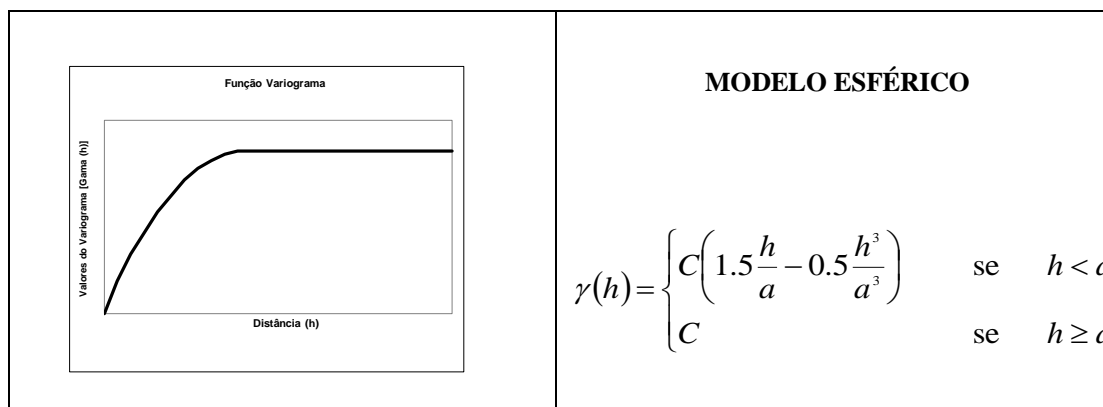 Função Variograma
Valores do Variograma [Gama (h)]
Distância (h)
MODELO ESFÉRICO
γ(h) = { C(1.5 h/a − 0.5 h³/a³) se h < a
C se h ≥ a